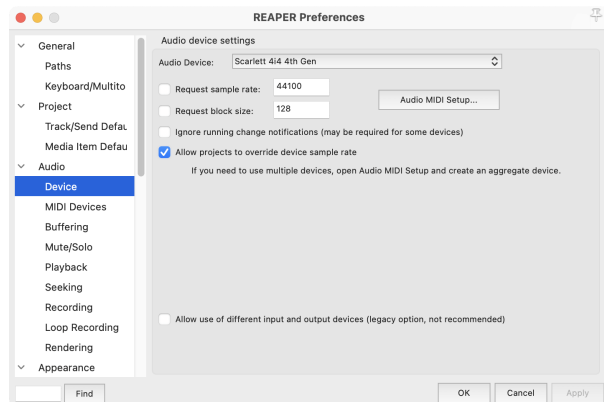 REAPER Preferences
General
Paths
Keyboard/Multito
Project
Track/Send Defau
Media Item Defau
Audio
Device
MIDI Devices
Buffering
Mute/Solo
Playback
Seeking
Recording
Loop Recording
Rendering
Appearance
Find
Audio device settings
Audio Device: Scarlett 4i4 4th Gen
Request sample rate: 44100
Request block size: 128
Audio MIDI Setup...
Ignore running change notifications (may be required for some devices)
Allow projects to override device sample rate
If you need to use multiple devices, open Audio MIDI Setup and create an aggregate device.
Allow use of different input and output devices (legacy option, not recommended)
OK Cancel Apply